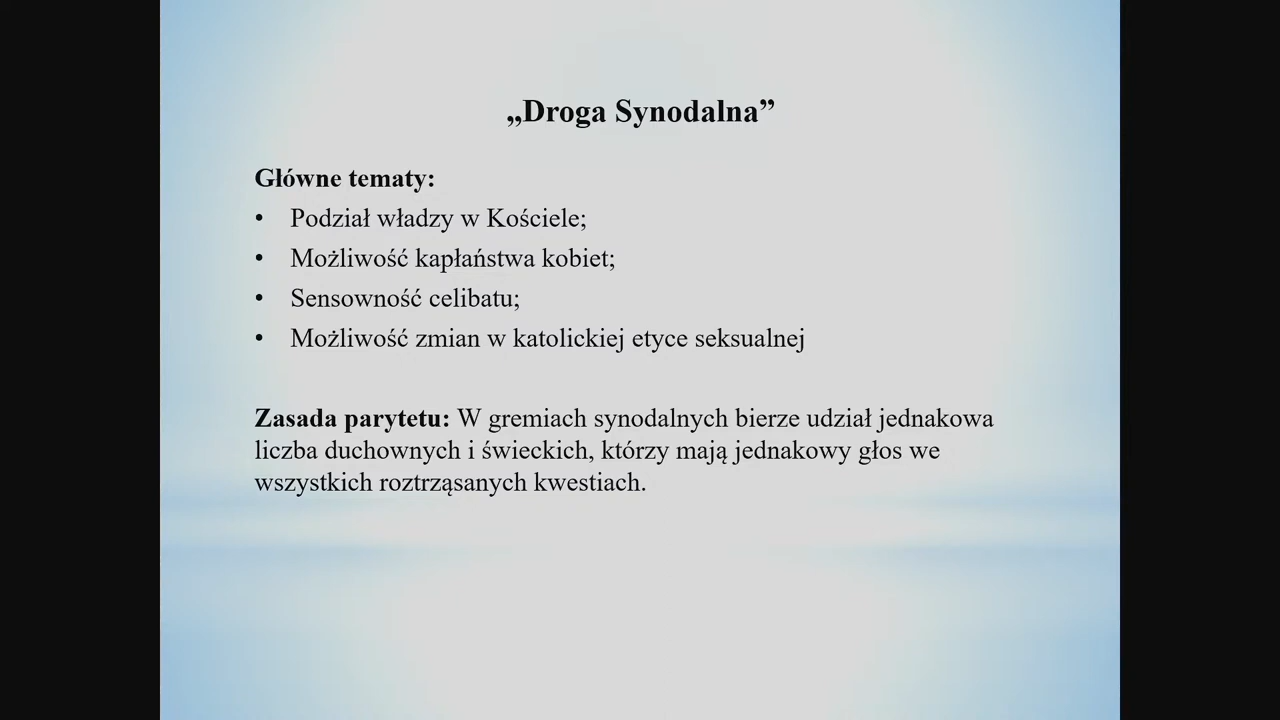 „Droga Synodalna”
Główne tematy:
• Podział władzy w Kościele;
• Możliwość kapłaństwa kobiet;
• Sensowność celibatu;
• Możliwość zmian w katolickiej etyce seksualnej
Zasada parytetu: W gremiach synodalnych bierze udział jednakowa
liczba duchownych i świeckich, którzy mają jednakowy głos we
wszystkich roztrząsanych kwestiach.